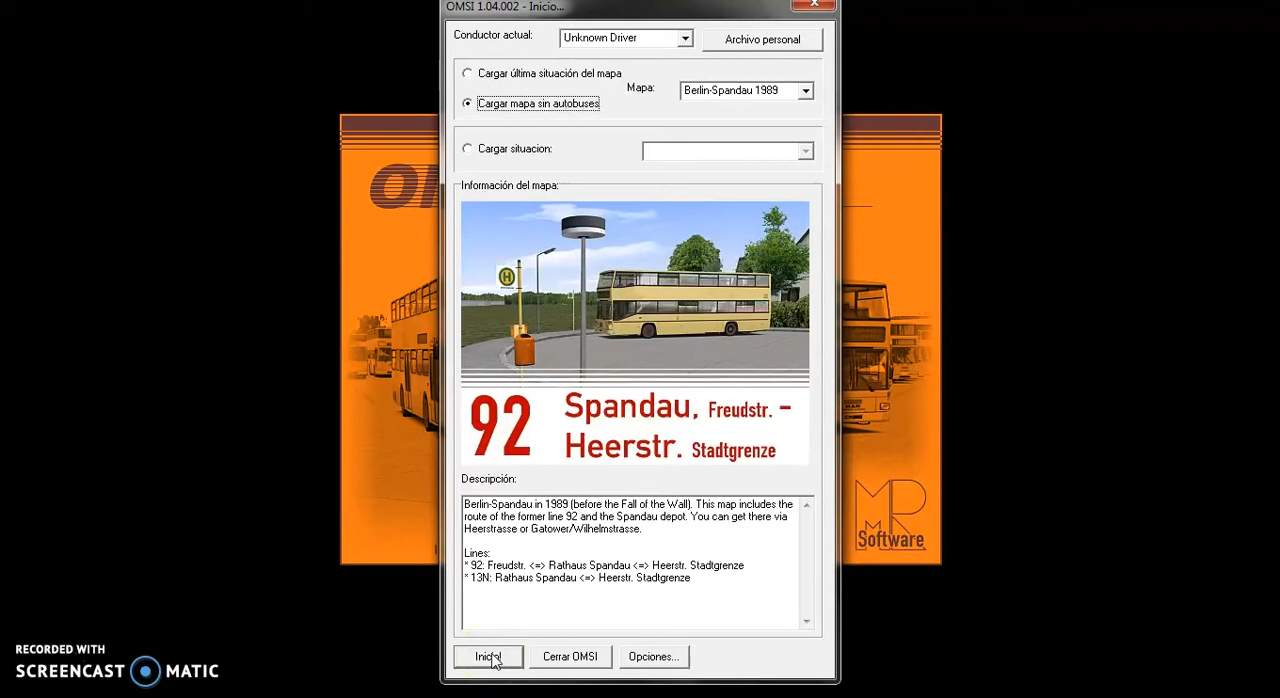 OMSI 1.04.002 - Inicio...
Conductor actual:
Unknown Driver
Archivo personal
Cargar última situación del mapa
Mapa:
Berlin-Spandau 1989
Cargar mapa sin autobuses
Cargar situacion:
Información del mapa:
H
92 Spandau, Freudstr. -
Heerstr. Stadtgrenze
Descripción:
Berlin-Spandau in 1989 (before the Fall of the Wall). This map includes the
route of the former line 92 and the Spandau depot. You can get there via
Heerstrasse or Gatower/Wilhelmstrasse.
Lines:
* 92: Freudstr. <=> Rathaus Spandau <=> Heerstr. Stadtgrenze
* 13N: Rathaus Spandau <=> Heerstr. Stadtgrenze
Cerrar OMSI
Opciones...
MR
Software
RECORDED WITH
SCREENCAST MATIC